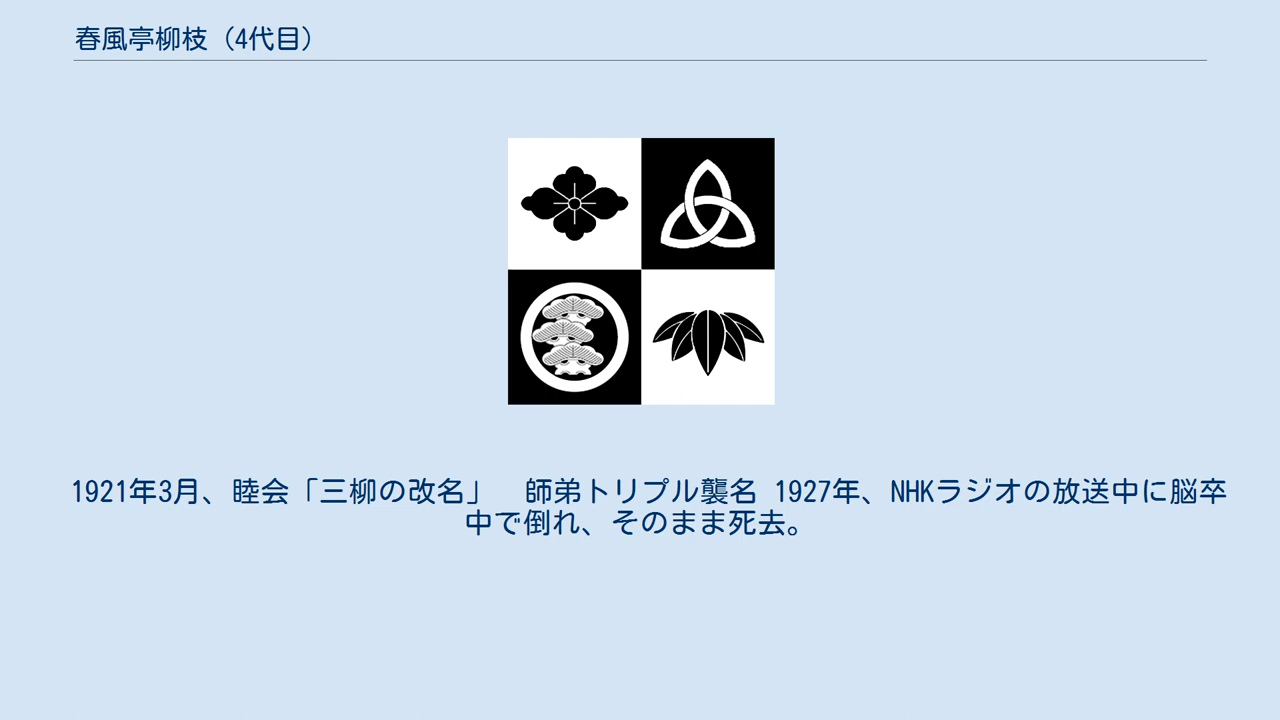 春風亭柳枝（4代目）
1921年3月、睦会「三柳の改名」　師弟トリプル襲名 1927年、NHKラジオの放送中に脳卒
中で倒れ、そのまま死去。